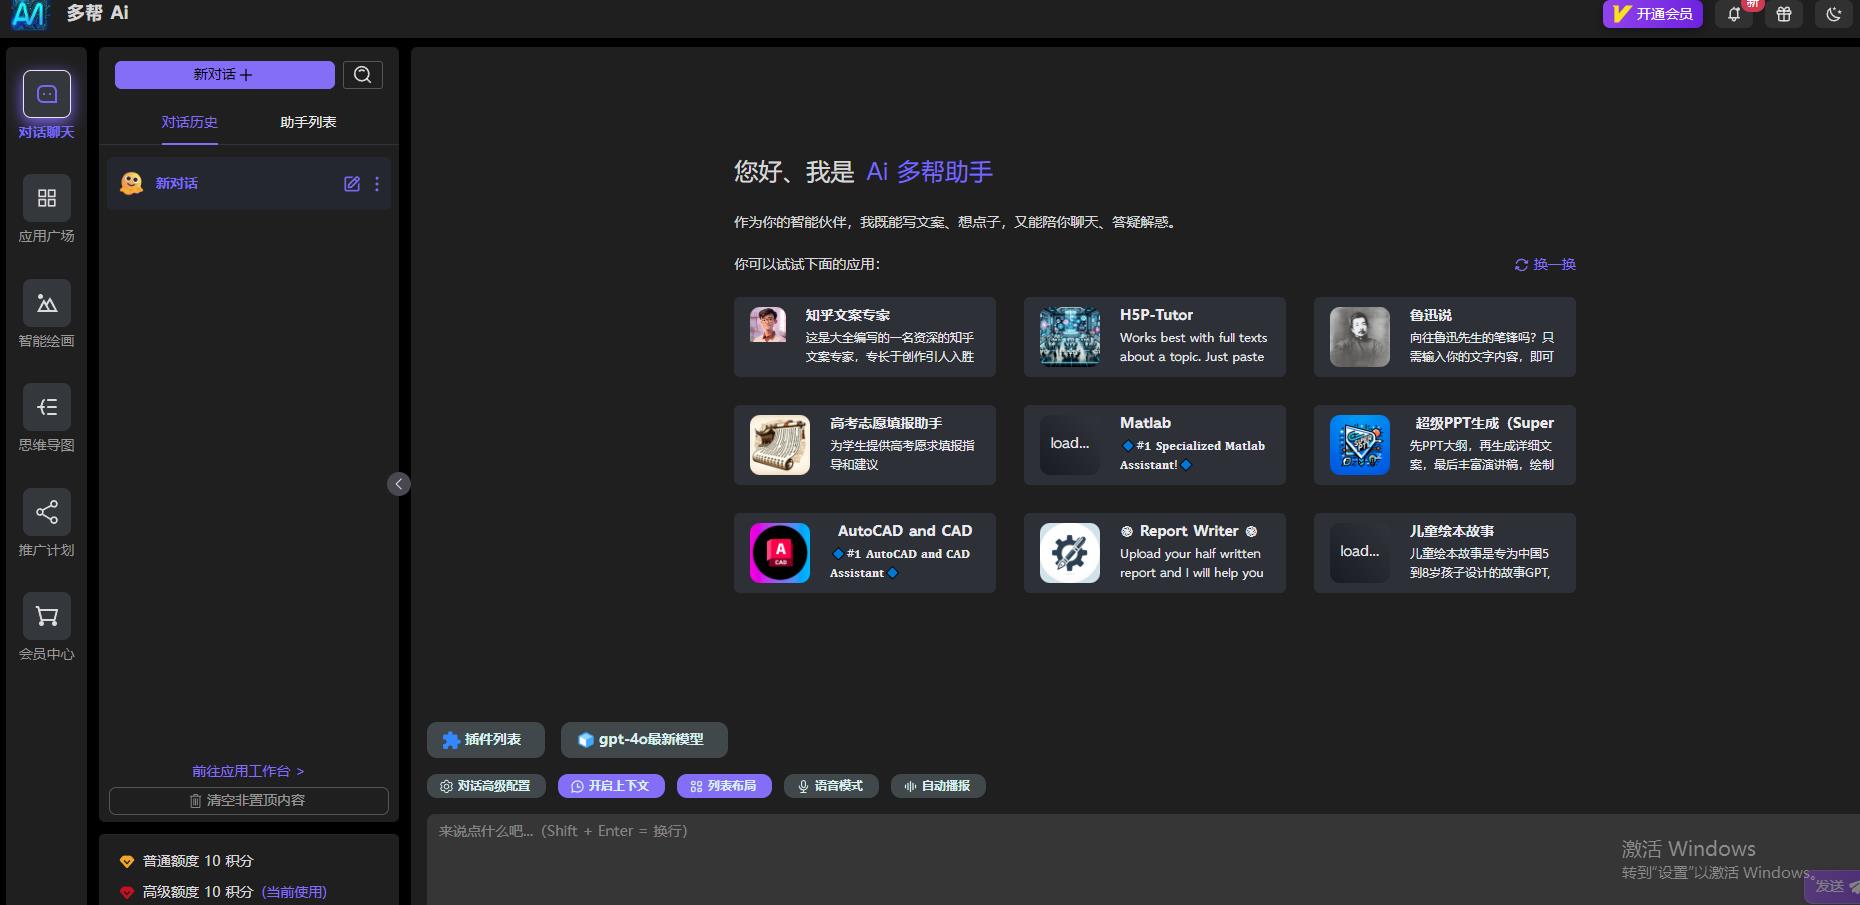 多帮 Ai
开通会员
新
新对话
对话历史
助手列表
新对话
对话聊天
应用广场
智能绘画
思维导图
推广计划
会员中心
前往应用工作台 >
清空非置顶内容
普通额度 10 积分
高级额度 10 积分 (当前使用)
您好、我是 Ai 多帮助手
作为你的智能伙伴，我既能写文案、想点子，又能陪你聊天、答疑解惑。
你可以试试下面的应用：
换一换
知乎文案专家
这是大全编写的一名资深的知乎
文案专家，专长于创作引人入胜
H5P-Tutor
Works best with full texts
about a topic. Just paste
鲁迅说
向往鲁迅先生的笔锋吗？只
需输入你的文字内容，即可
高考志愿填报助手
为学生提供高考愿求填报指
导和建议
load...
Matlab
🔷#1 Specialized Matlab
Assistant!🔷
超级PPT生成（Super
先PPT大纲，再生成详细文
案，最后丰富演讲稿，绘制
A
CAD
AutoCAD and CAD
🔷#1 AutoCAD and CAD
Assistant🔷
֎ Report Writer ֎
Upload your half written
report and I will help you
load...
儿童绘本故事
儿童绘本故事是专为中国5
到8岁孩子设计的故事GPT,
插件列表
gpt-4o最新模型
对话高级配置
开启上下文
列表布局
语音模式
自动播报
来说点什么吧...（Shift + Enter = 换行）
激活 Windows
转到"设置"以激活 Windows。
发送